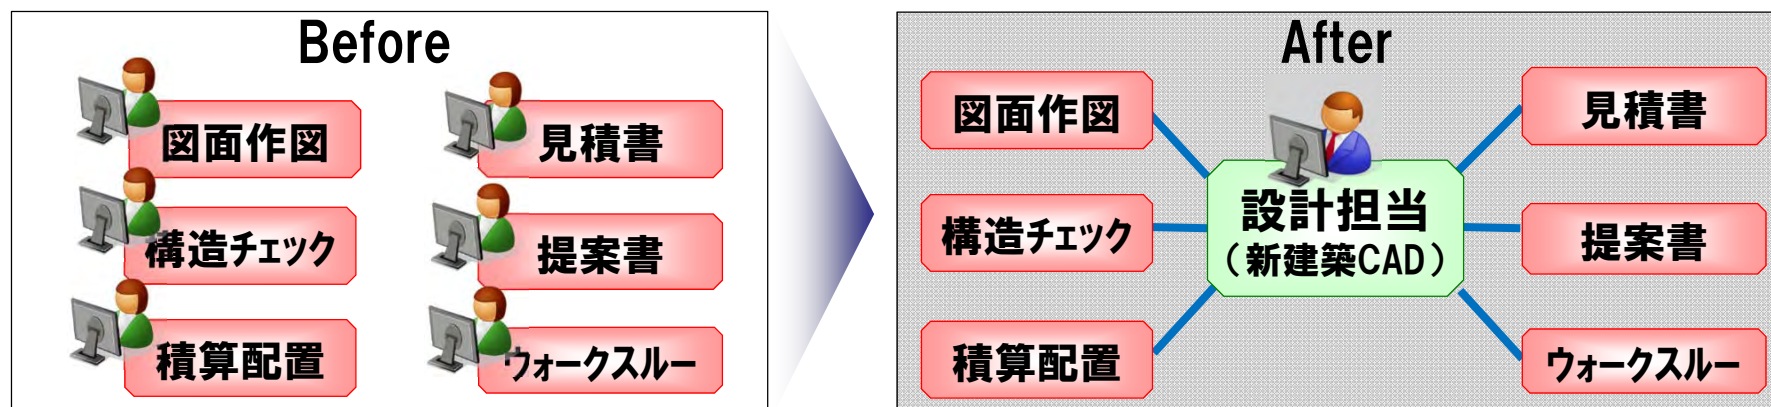 Before
図面作図
見積書
構造チェック
提案書
積算配置
ウォークスルー
After
図面作図
見積書
設計担当
（新建築CAD）
構造チェック
提案書
積算配置
ウォークスルー